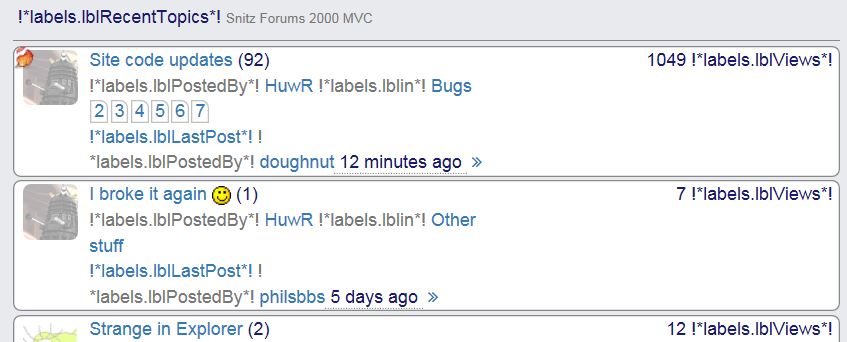 !*labels.lblRecentTopics*! Snitz Forums 2000 MVC
Site code updates (92) 1049 !*labels.lblViews*!
!*labels.lblPostedBy*! HuwR !*labels.lblin*! Bugs
2 3 4 5 6 7
!*labels.lblLastPost*! !
*labels.lblPostedBy*! doughnut 12 minutes ago »
I broke it again (1) 7 !*labels.lblViews*!
!*labels.lblPostedBy*! HuwR !*labels.lblin*! Other
stuff
!*labels.lblLastPost*! !
*labels.lblPostedBy*! philsbbs 5 days ago »
Strange in Explorer (2) 12 !*labels.lblViews*!